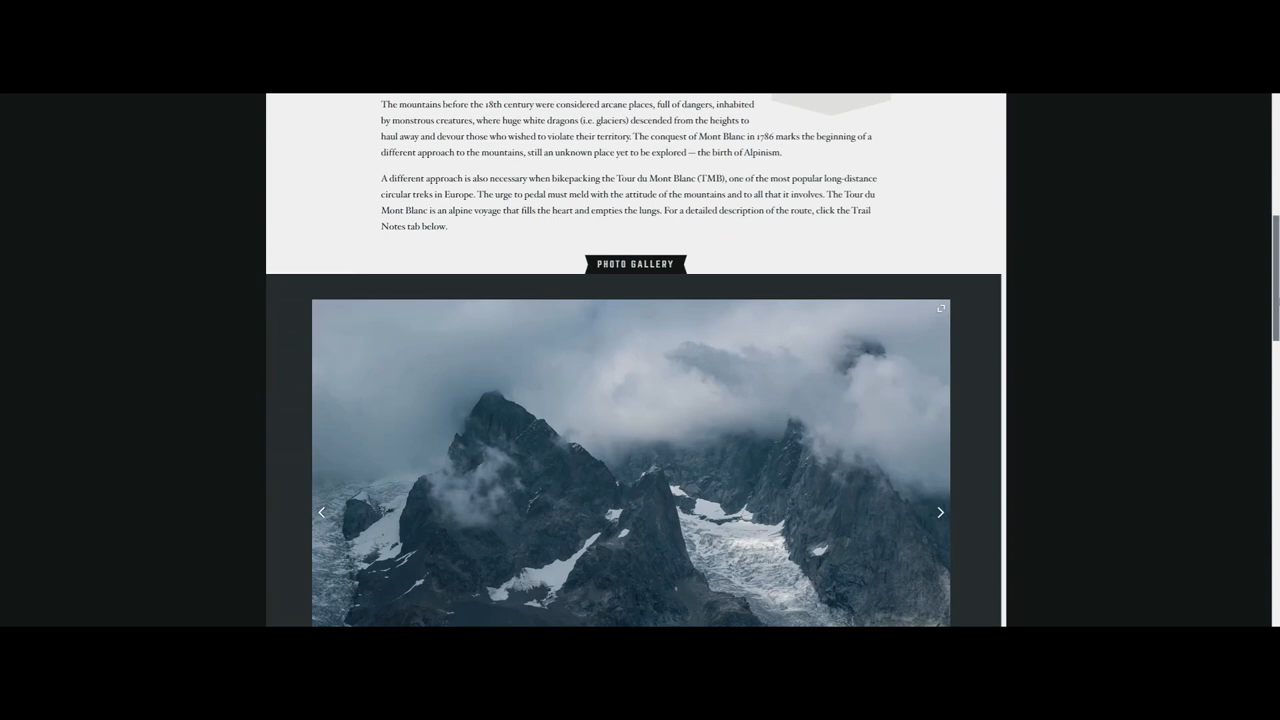 The mountains before the 18th century were considered arcane places, full of dangers, inhabited
by monstrous creatures, where huge white dragons (i.e. glaciers) descended from the heights to
haul away and devour those who wished to violate their territory. The conquest of Mont Blanc in 1786 marks the beginning of a
different approach to the mountains, still an unknown place yet to be explored — the birth of Alpinism.
A different approach is also necessary when bikepacking the Tour du Mont Blanc (TMB), one of the most popular long-distance
circular treks in Europe. The urge to pedal must meld with the attitude of the mountains and to all that it involves. The Tour du
Mont Blanc is an alpine voyage that fills the heart and empties the lungs. For a detailed description of the route, click the Trail
Notes tab below.
PHOTO GALLERY